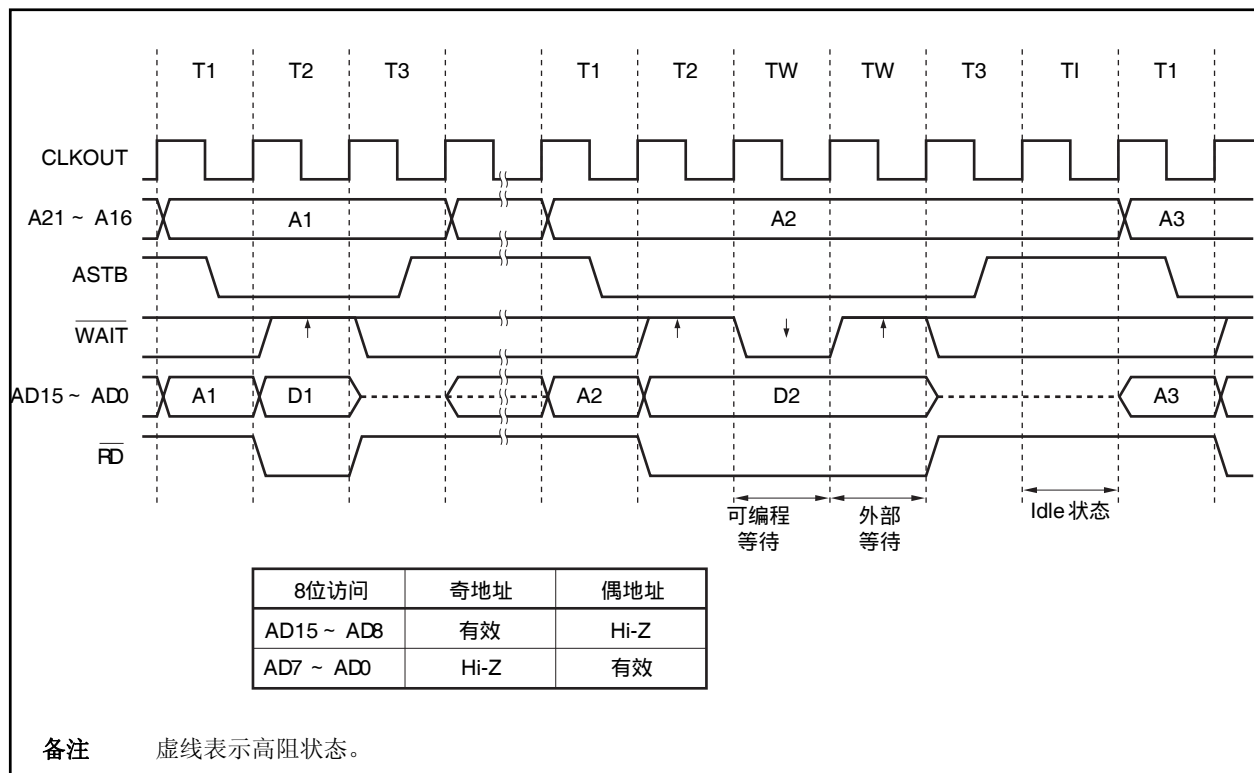 T1 T2 T3 T1 T2 TW TW T3 TI T1
CLKOUT
A21 ~ A16 A1 A2 A3
ASTB
WAIT
AD15 ~ AD0 A1 D1 A2 D2 A3
RD
可编程
等待
外部
等待
Idle 状态
8位访问 奇地址 偶地址
AD15 ~ AD8 有效 Hi-Z
AD7 ~ AD0 Hi-Z 有效
备注 虚线表示高阻状态。